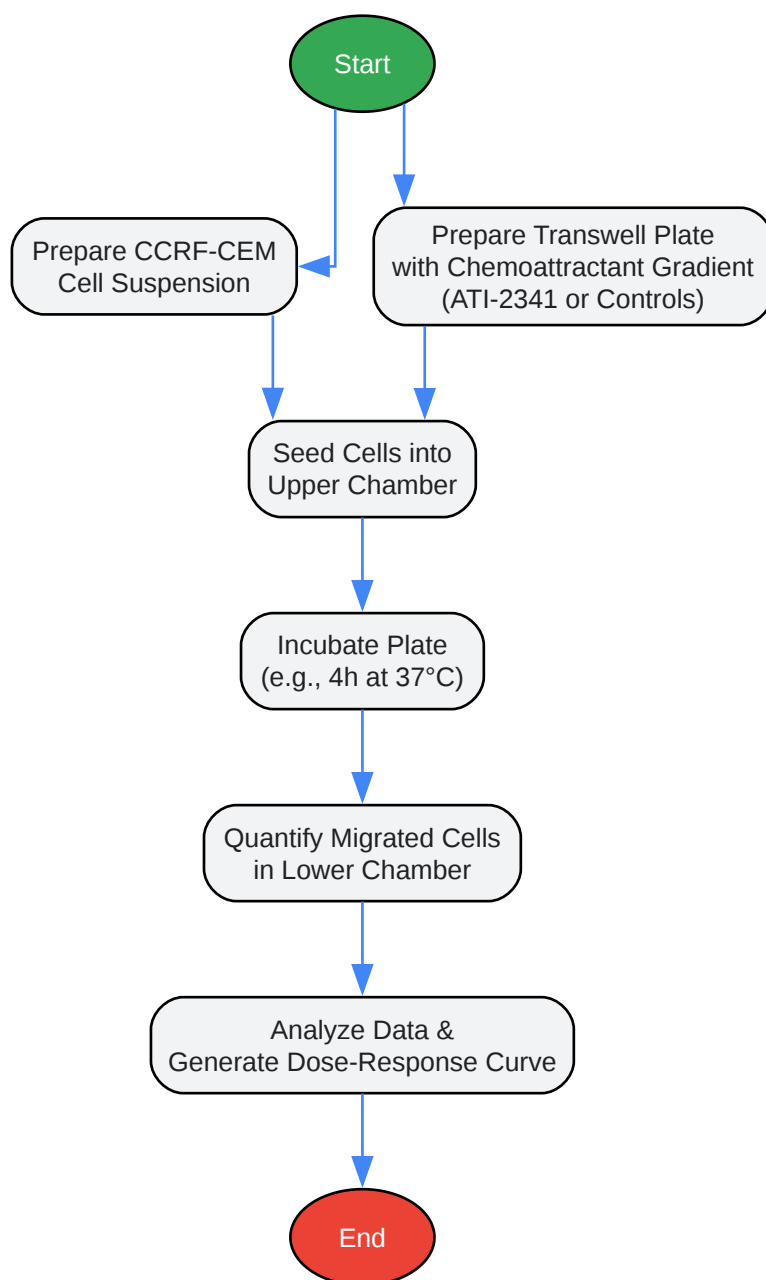 Start
Prepare CCRF-CEM
Cell Suspension
Prepare Transwell Plate
with Chemoattractant Gradient
(ATI-2341 or Controls)
Seed Cells into
Upper Chamber
Incubate Plate
(e.g., 4h at 37°C)
Quantify Migrated Cells
in Lower Chamber
Analyze Data &
Generate Dose-Response Curve
End